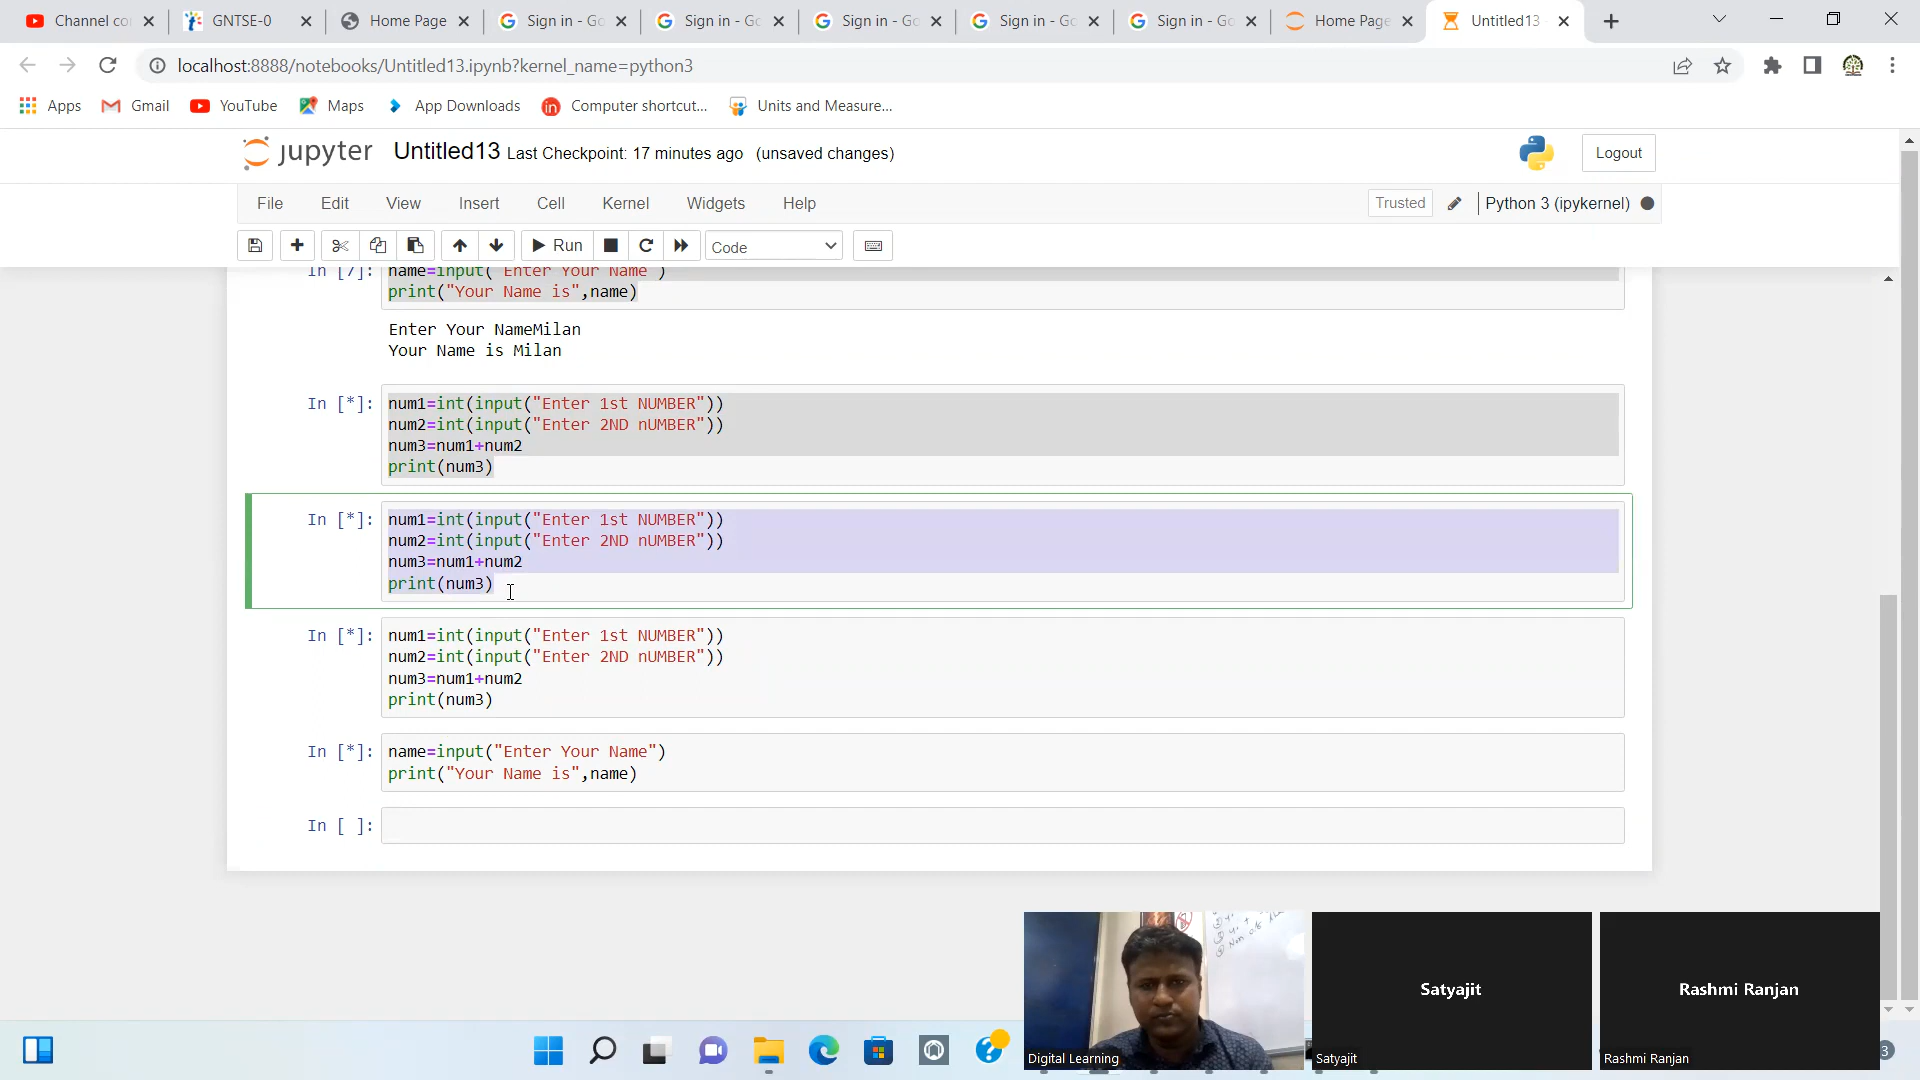 Channel co
GNTSE-0
Home Page
Sign in - Go
Sign in - Go
Sign in - Go
Sign in - Go
Sign in - Go
Home Page
Untitled13
localhost:8888/notebooks/Untitled13.ipynb?kernel_name=python3
Apps
Gmail
YouTube
Maps
App Downloads
Computer shortcut...
Units and Measure...
jupyter Untitled13 Last Checkpoint: 17 minutes ago (unsaved changes)
Logout
File Edit View Insert Cell Kernel Widgets Help
Trusted
Python 3 (ipykernel)
Run
Code
In [7]: name=input("Enter Your Name")
print("Your Name is",name)
Enter Your NameMilan
Your Name is Milan
In [*]: num1=int(input("Enter 1st NUMBER"))
num2=int(input("Enter 2ND nUMBER"))
num3=num1+num2
print(num3)
In [*]: num1=int(input("Enter 1st NUMBER"))
num2=int(input("Enter 2ND nUMBER"))
num3=num1+num2
print(num3)
In [*]: num1=int(input("Enter 1st NUMBER"))
num2=int(input("Enter 2ND nUMBER"))
num3=num1+num2
print(num3)
In [*]: name=input("Enter Your Name")
print("Your Name is",name)
In [ ]:
Satyajit
Rashmi Ranjan
Digital Learning
Satyajit
Rashmi Ranjan
3